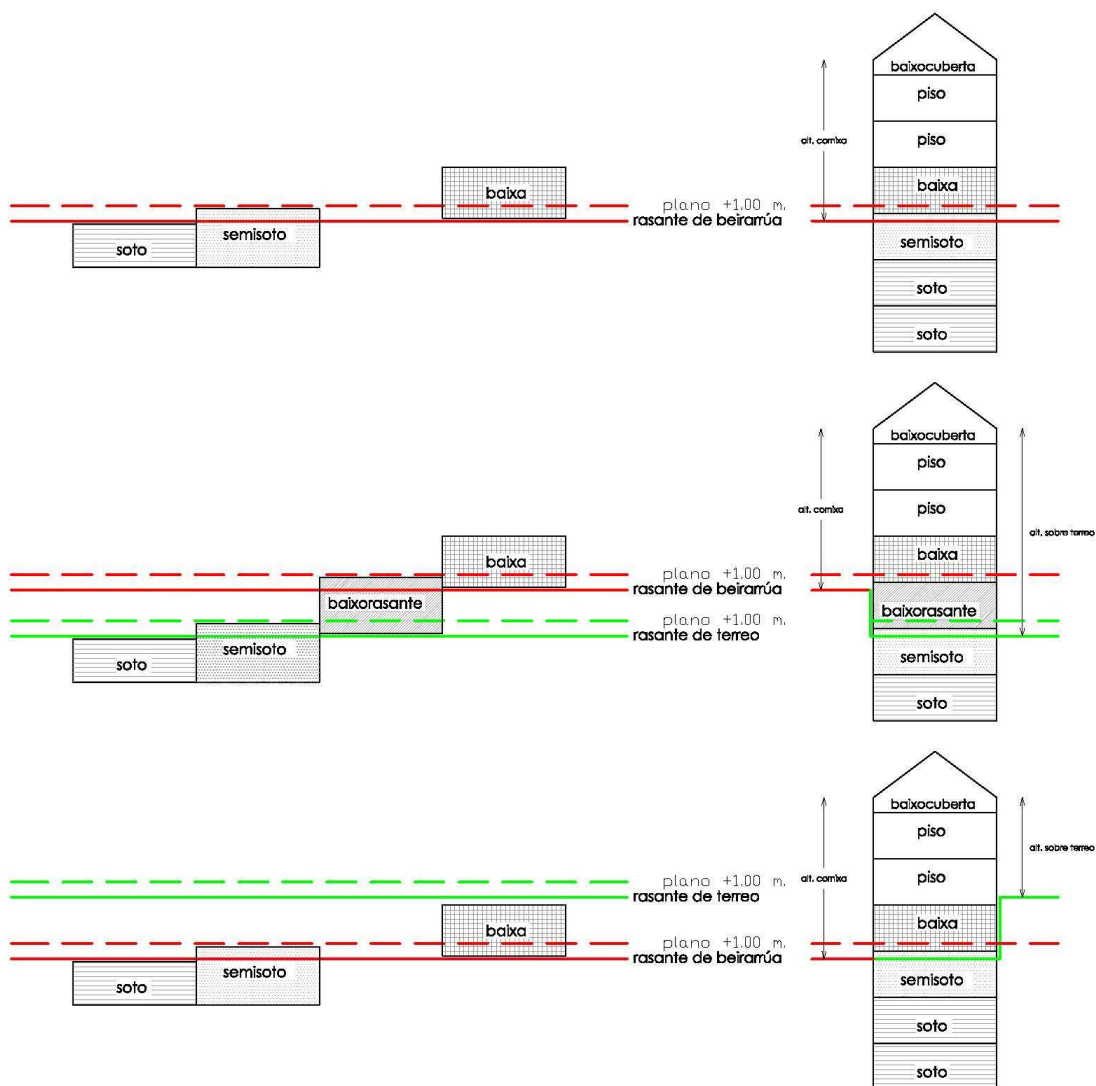 baixocuberta
piso
alt. cornixa
piso
baixa
baixa
plano +1.00 m.
rasante de beirarrúa
semisoto
soto
semisoto
soto
soto
baixocuberta
piso
alt. cornixa
piso
alt. sobre terreo
baixa
baixa
plano +1.00 m.
rasante de beirarrúa
baixorasante
baixorasante
plano +1.00 m.
rasante de terreo
semisoto
semisoto
soto
soto
baixocuberta
piso
alt. sobre terreo
plano +1.00 m.
alt. cornixa
piso
rasante de terreo
baixa
baixa
plano +1.00 m.
rasante de beirarrúa
semisoto
semisoto
soto
soto
soto